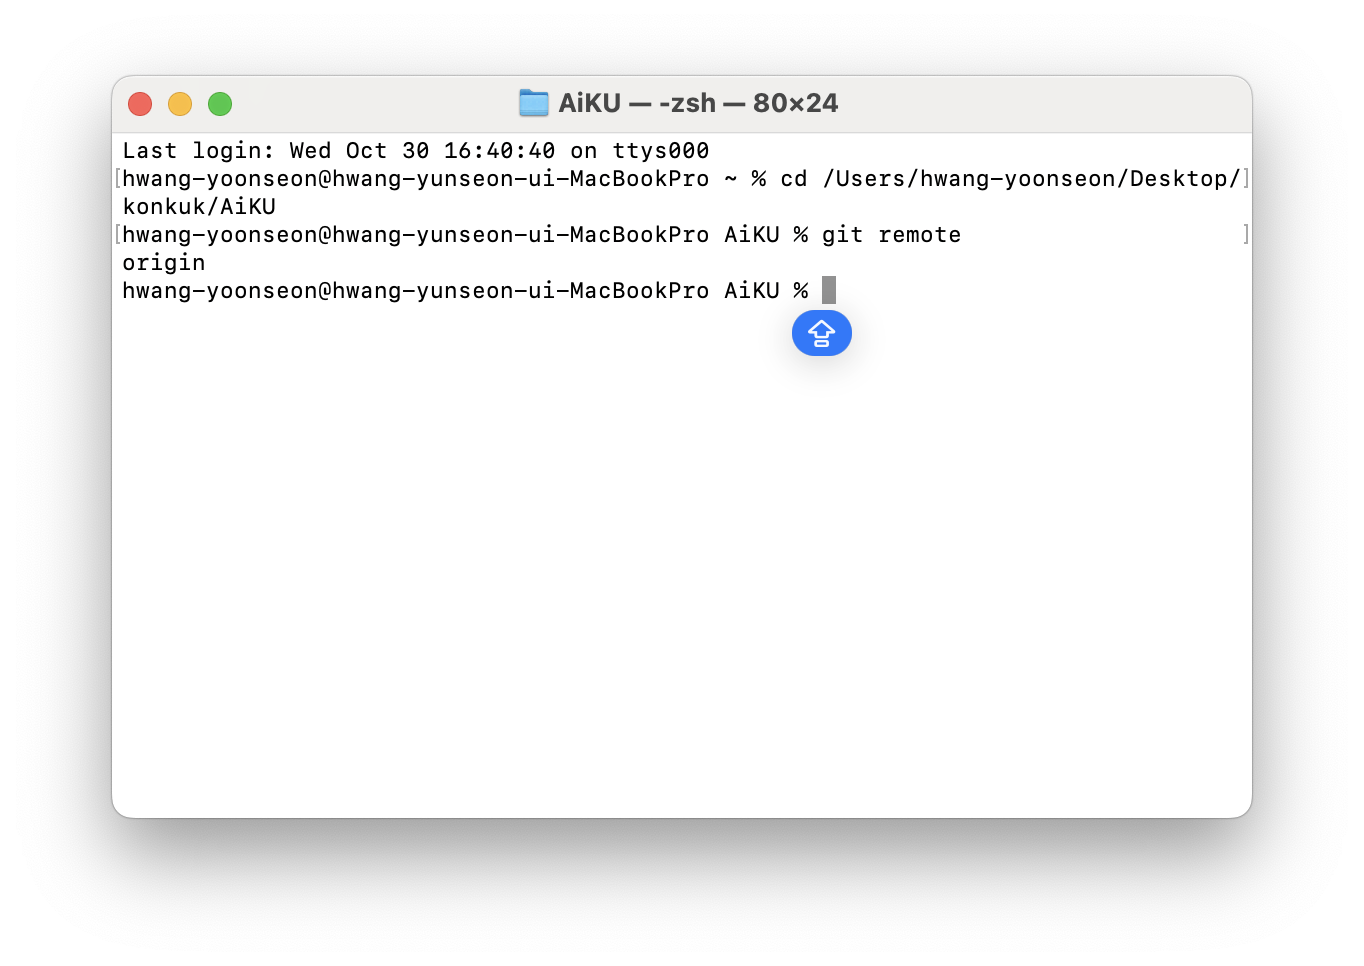 AiKU — -zsh — 80×24
Last login: Wed Oct 30 16:40:40 on ttys000
[hwang-yoonseon@hwang-yunseon-ui-MacBookPro ~ % cd /Users/hwang-yoonseon/Desktop/]
konkuk/AiKU
[hwang-yoonseon@hwang-yunseon-ui-MacBookPro AiKU % git remote ]
origin
hwang-yoonseon@hwang-yunseon-ui-MacBookPro AiKU %